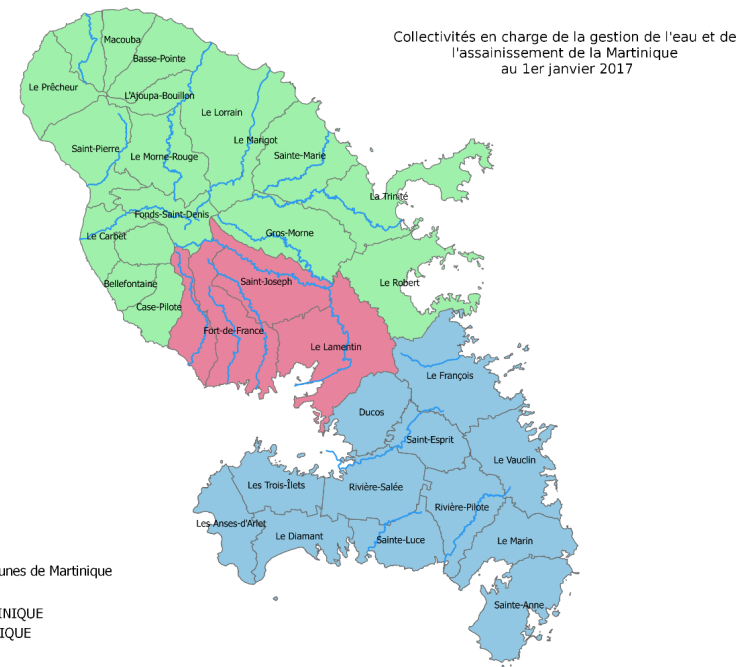 Collectivités en charge de la gestion de l'eau et de
l'assainissement de la Martinique
au 1er janvier 2017
Macouba
Basse-Pointe
Le Prêcheur
L'Ajoupa-Bouillon
Le Lorrain
Le Marigot
Saint-Pierre
Le Morne-Rouge
Sainte-Marie
La Trinité
Fonds-Saint-Denis
Le Carbet
Gros-Morne
Bellefontaine
Saint-Joseph
Le Robert
Case-Pilote
Fort-de-France
Le Lamentin
Le François
Ducos
Saint-Esprit
Le Vauclin
Les Trois-Îlets
Rivière-Salée
Rivière-Pilote
Les Anses-d'Arlet
Le Diamant
Sainte-Luce
Le Marin
unes de Martinique
Sainte-Anne
INIQUE
IQUE